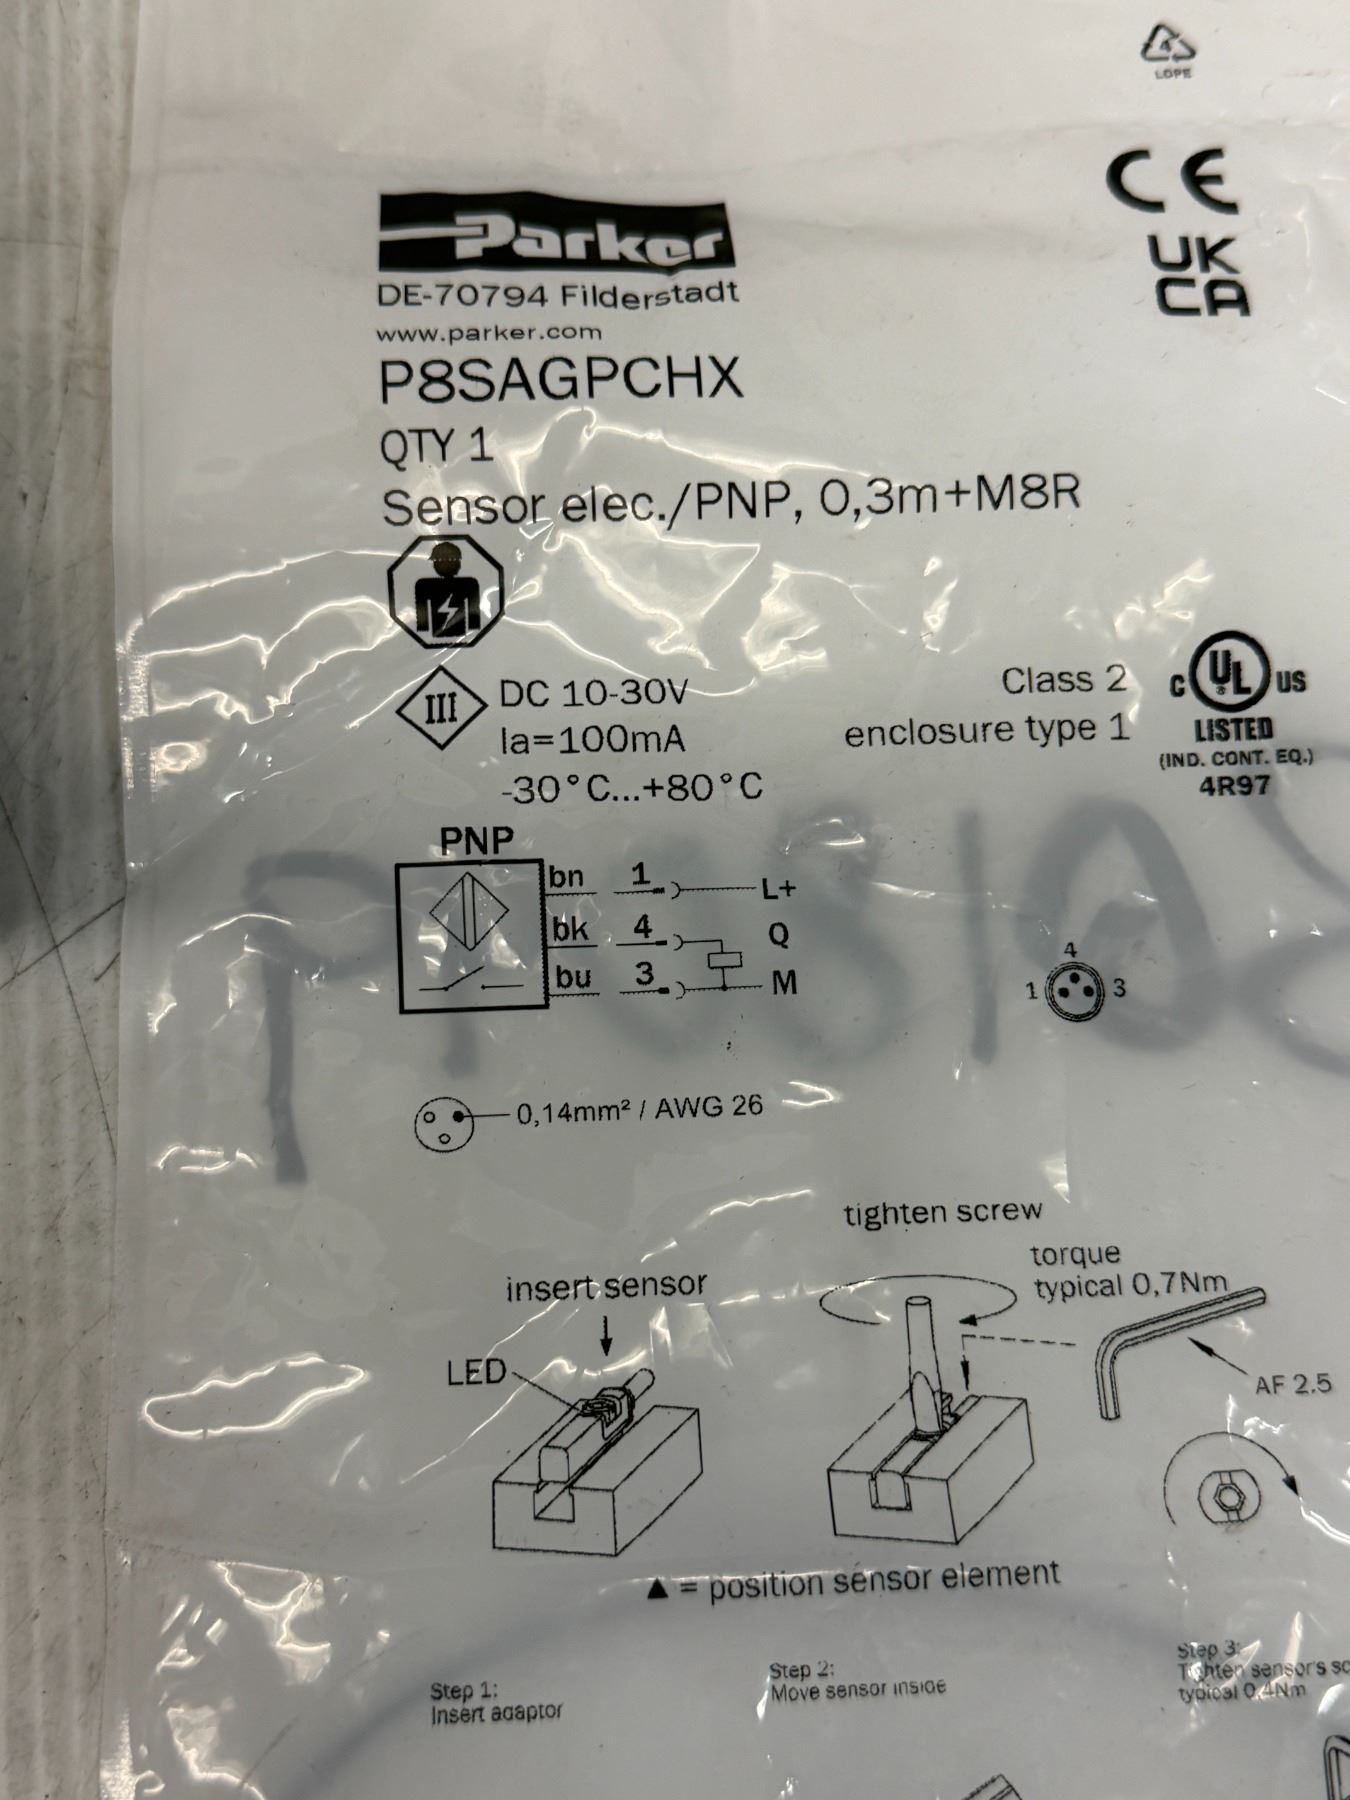 LDPE
CE
UK
CA
Parker
DE-70794 Filderstadt
www.parker.com
P8SAGPCHX
QTY 1
Sensor elec./PNP, 0,3m+M8R
III
DC 10-30V
Ia=100mA
-30°C...+80°C
Class 2
enclosure type 1
C UL US
LISTED
(IND. CONT. EQ.)
4R97
PNP
bn 1 L+
bk 4 Q
bu 3 M
4
1 3
0,14mm² / AWG 26
tighten screw
torque
typical 0,7Nm
insert sensor
LED
AF 2.5
▲ = position sensor element
Step 1:
Insert adaptor
Step 2:
Move sensor inside
Step 3:
Tighten sensor's
typical 0,4Nm